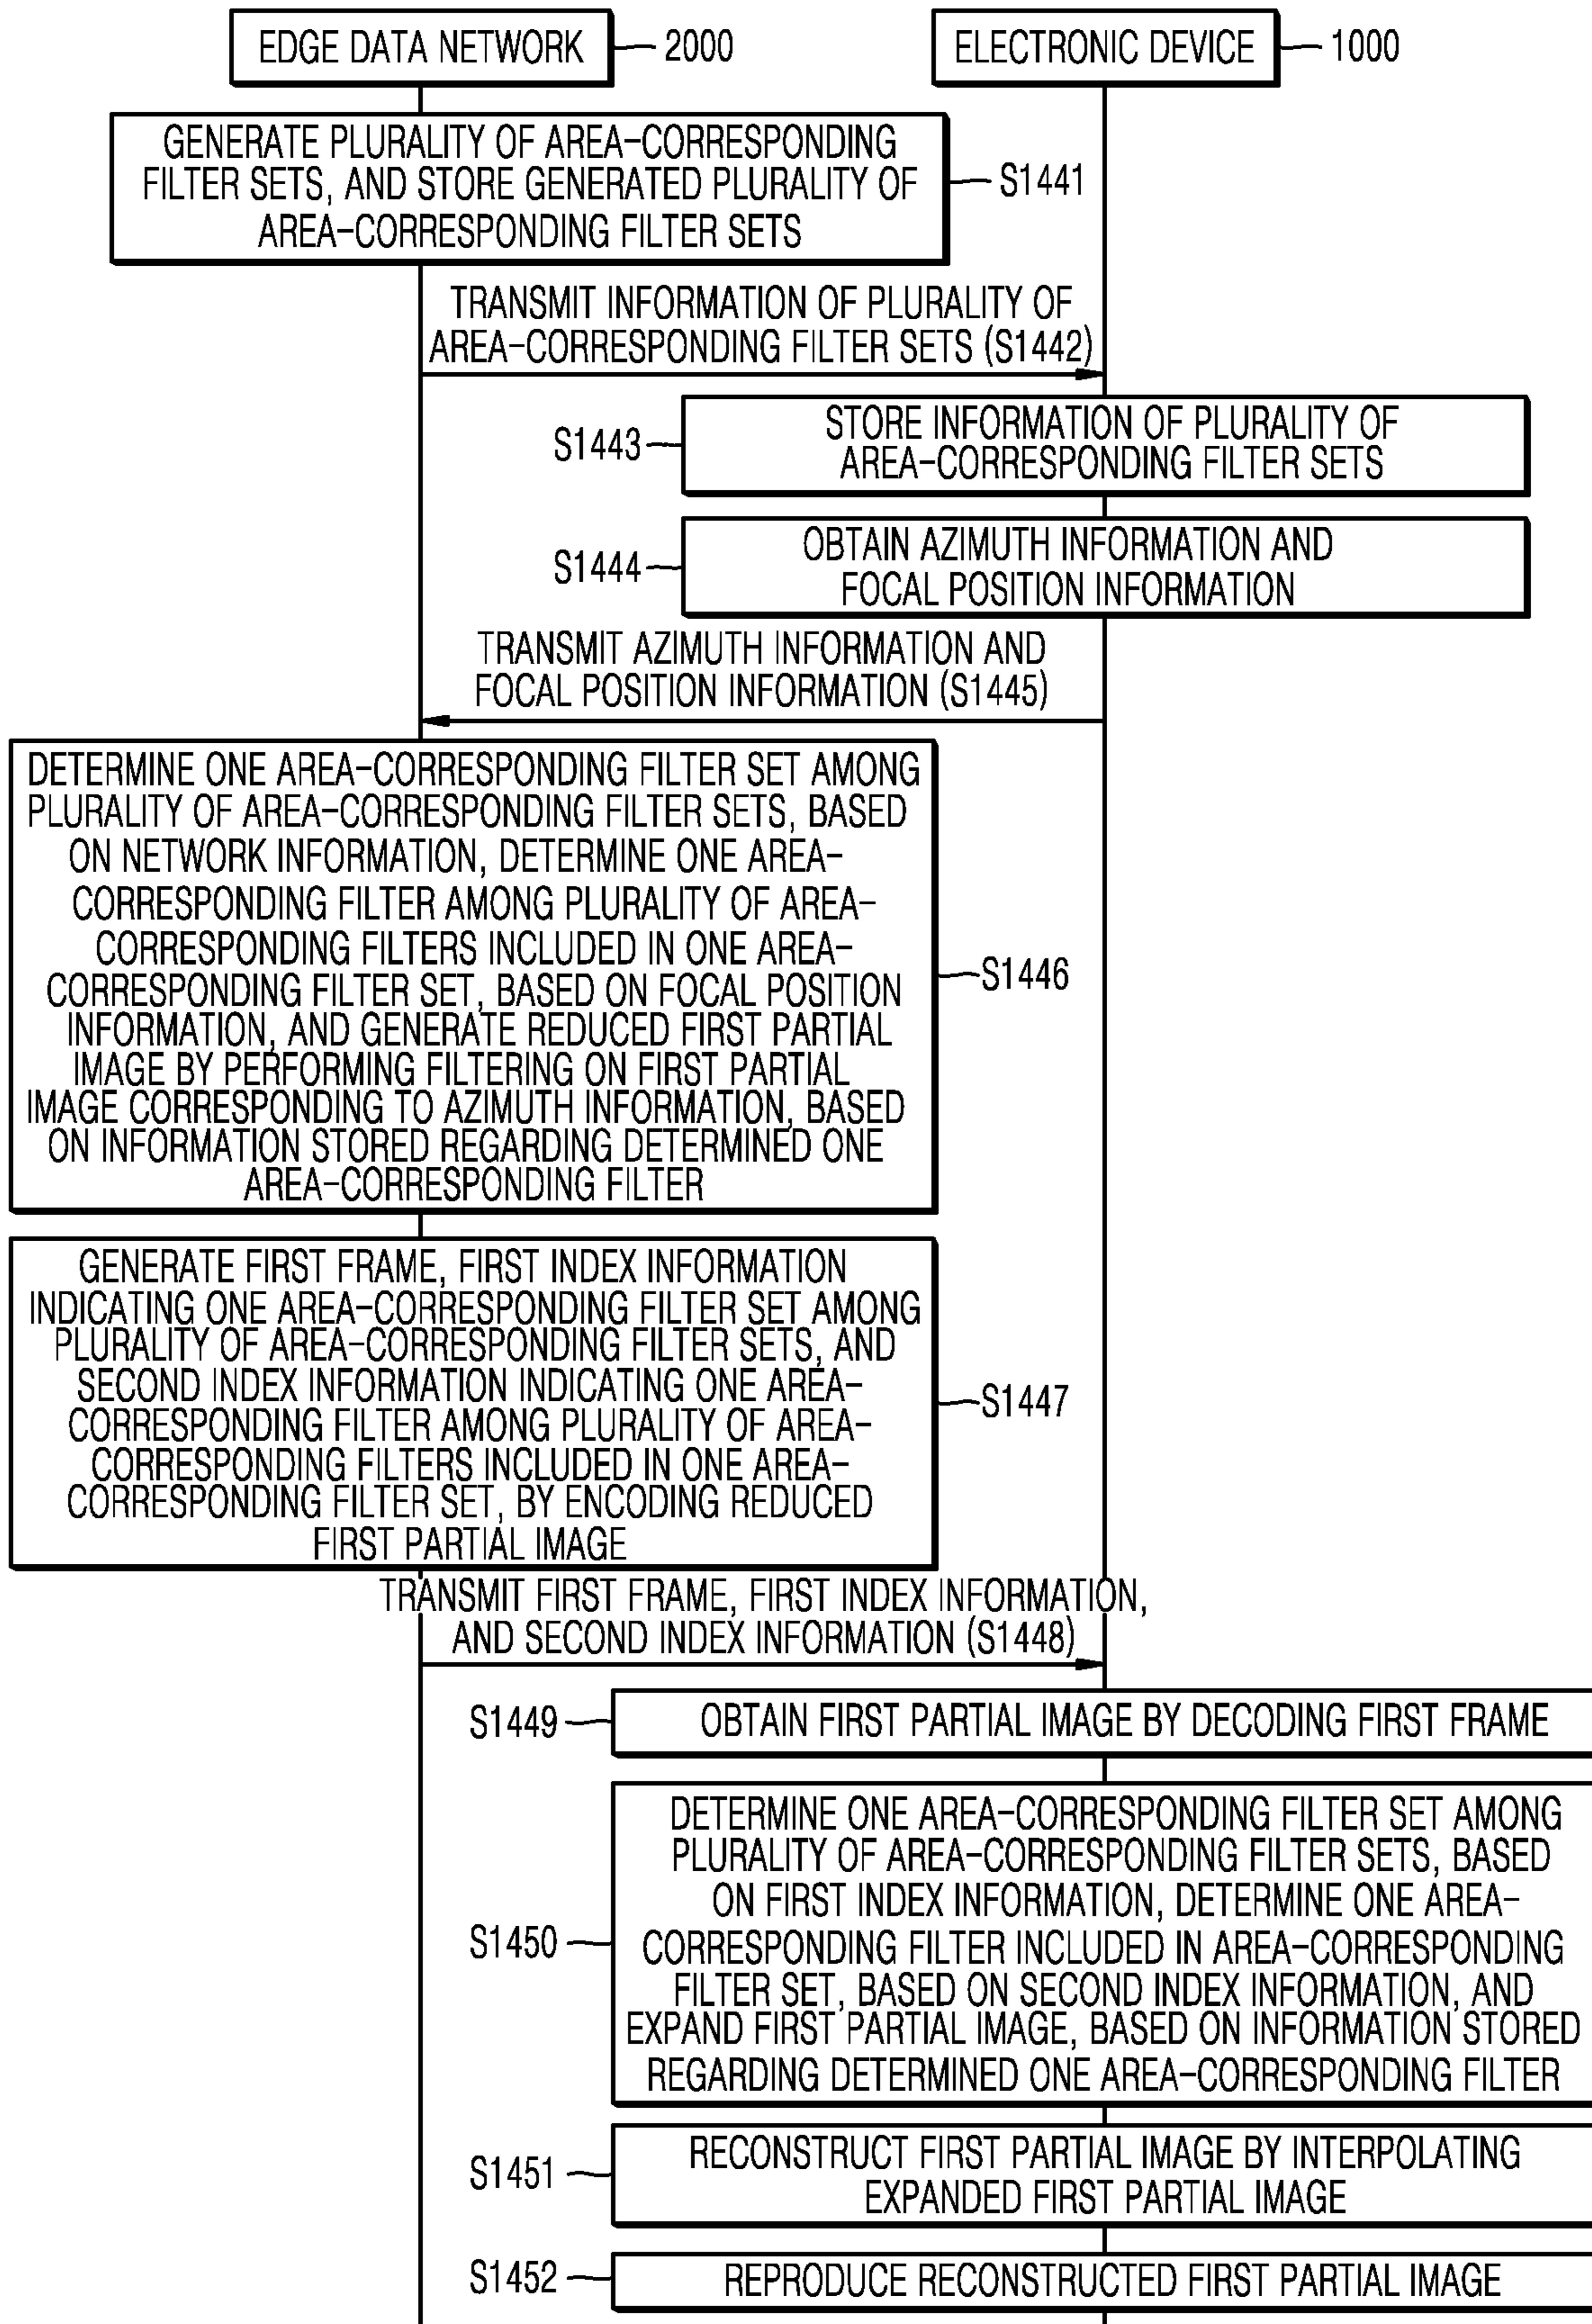 EDGE DATA NETWORK
2000
ELECTRONIC DEVICE
1000
GENERATE PLURALITY OF AREA-CORRESPONDING
FILTER SETS, AND STORE GENERATED PLURALITY OF
AREA-CORRESPONDING FILTER SETS
S1441
TRANSMIT INFORMATION OF PLURALITY OF
AREA-CORRESPONDING FILTER SETS (S1442)
S1443
STORE INFORMATION OF PLURALITY OF
AREA-CORRESPONDING FILTER SETS
S1444
OBTAIN AZIMUTH INFORMATION AND
FOCAL POSITION INFORMATION
TRANSMIT AZIMUTH INFORMATION AND
FOCAL POSITION INFORMATION (S1445)
DETERMINE ONE AREA-CORRESPONDING FILTER SET AMONG
PLURALITY OF AREA-CORRESPONDING FILTER SETS, BASED
ON NETWORK INFORMATION, DETERMINE ONE AREA-
CORRESPONDING FILTER AMONG PLURALITY OF AREA-
CORRESPONDING FILTERS INCLUDED IN ONE AREA-
CORRESPONDING FILTER SET, BASED ON FOCAL POSITION
INFORMATION, AND GENERATE REDUCED FIRST PARTIAL
IMAGE BY PERFORMING FILTERING ON FIRST PARTIAL
IMAGE CORRESPONDING TO AZIMUTH INFORMATION, BASED
ON INFORMATION STORED REGARDING DETERMINED ONE
AREA-CORRESPONDING FILTER
S1446
GENERATE FIRST FRAME, FIRST INDEX INFORMATION
INDICATING ONE AREA-CORRESPONDING FILTER SET AMONG
PLURALITY OF AREA-CORRESPONDING FILTER SETS, AND
SECOND INDEX INFORMATION INDICATING ONE AREA-
CORRESPONDING FILTER AMONG PLURALITY OF AREA-
CORRESPONDING FILTERS INCLUDED IN ONE AREA-
CORRESPONDING FILTER SET, BY ENCODING REDUCED
FIRST PARTIAL IMAGE
S1447
TRANSMIT FIRST FRAME, FIRST INDEX INFORMATION,
AND SECOND INDEX INFORMATION (S1448)
S1449
OBTAIN FIRST PARTIAL IMAGE BY DECODING FIRST FRAME
S1450
DETERMINE ONE AREA-CORRESPONDING FILTER SET AMONG
PLURALITY OF AREA-CORRESPONDING FILTER SETS, BASED
ON FIRST INDEX INFORMATION, DETERMINE ONE AREA-
CORRESPONDING FILTER INCLUDED IN AREA-CORRESPONDING
FILTER SET, BASED ON SECOND INDEX INFORMATION, AND
EXPAND FIRST PARTIAL IMAGE, BASED ON INFORMATION STORED
REGARDING DETERMINED ONE AREA-CORRESPONDING FILTER
S1451
RECONSTRUCT FIRST PARTIAL IMAGE BY INTERPOLATING
EXPANDED FIRST PARTIAL IMAGE
S1452
REPRODUCE RECONSTRUCTED FIRST PARTIAL IMAGE